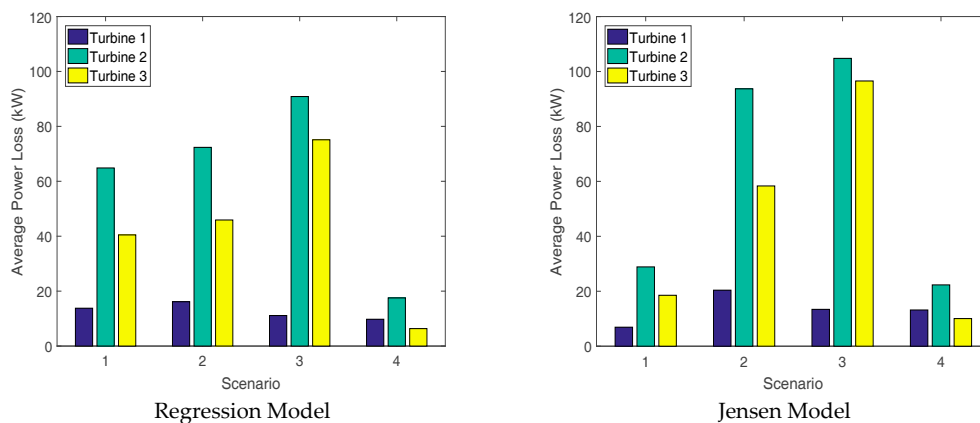 120
100
80
60
40
20
0
Average Power Loss (kW)
Turbine 1
Turbine 2
Turbine 3
1 2 3 4
Scenario
Regression Model
120
100
80
60
40
20
0
Average Power Loss (kW)
Turbine 1
Turbine 2
Turbine 3
1 2 3 4
Scenario
Jensen Model